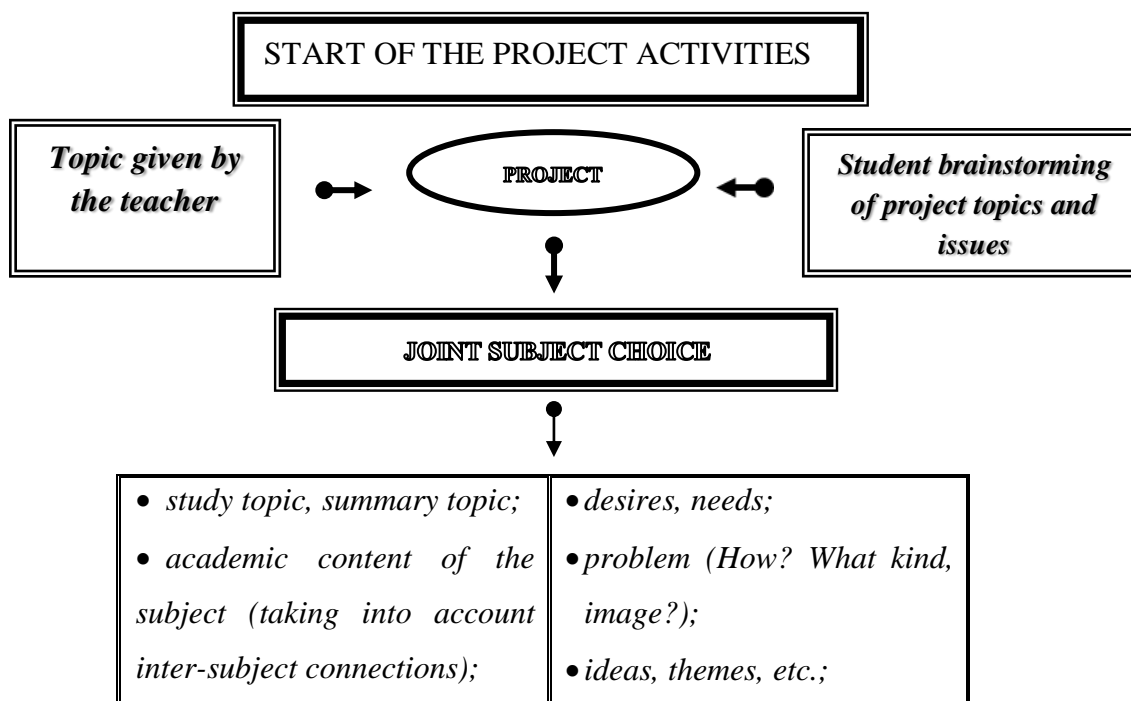 START OF THE PROJECT ACTIVITIES
Topic given by
the teacher
PROJECT
Student brainstorming
of project topics and
issues
JOINT SUBJECT CHOICE
• study topic, summary topic;
• academic content of the
subject (taking into account
inter-subject connections);
• desires, needs;
• problem (How? What kind,
image?);
• ideas, themes, etc.;